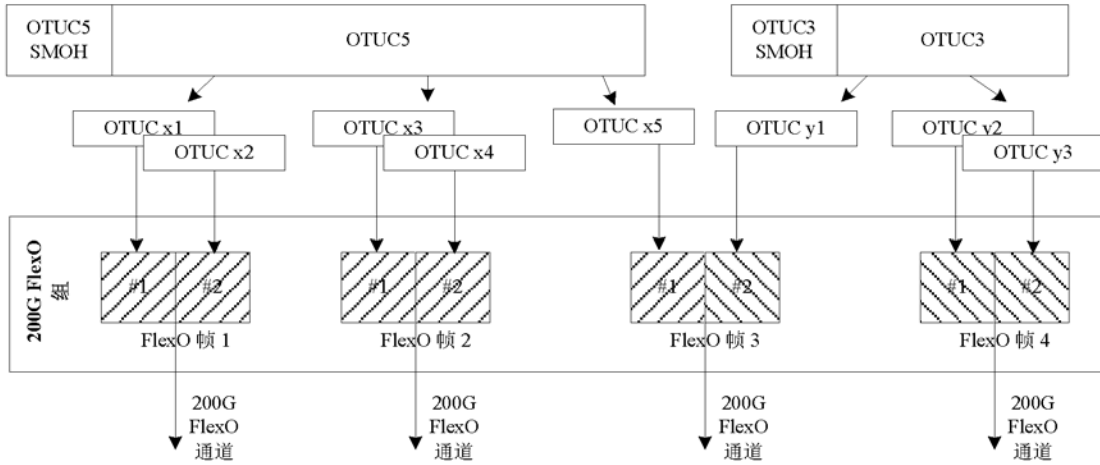 OTUC5
SMOH
OTUC5
OTUC3
SMOH
OTUC3
OTUC x1
OTUC x2
OTUC x3
OTUC x4
OTUC x5
OTUC y1
OTUC y2
OTUC y3
200G FlexO
组
#1
#2
#1
#2
#1
#2
#1
#2
FlexO 帧 1
FlexO 帧 2
FlexO 帧 3
FlexO 帧 4
200G
FlexO
通道
200G
FlexO
通道
200G
FlexO
通道
200G
FlexO
通道